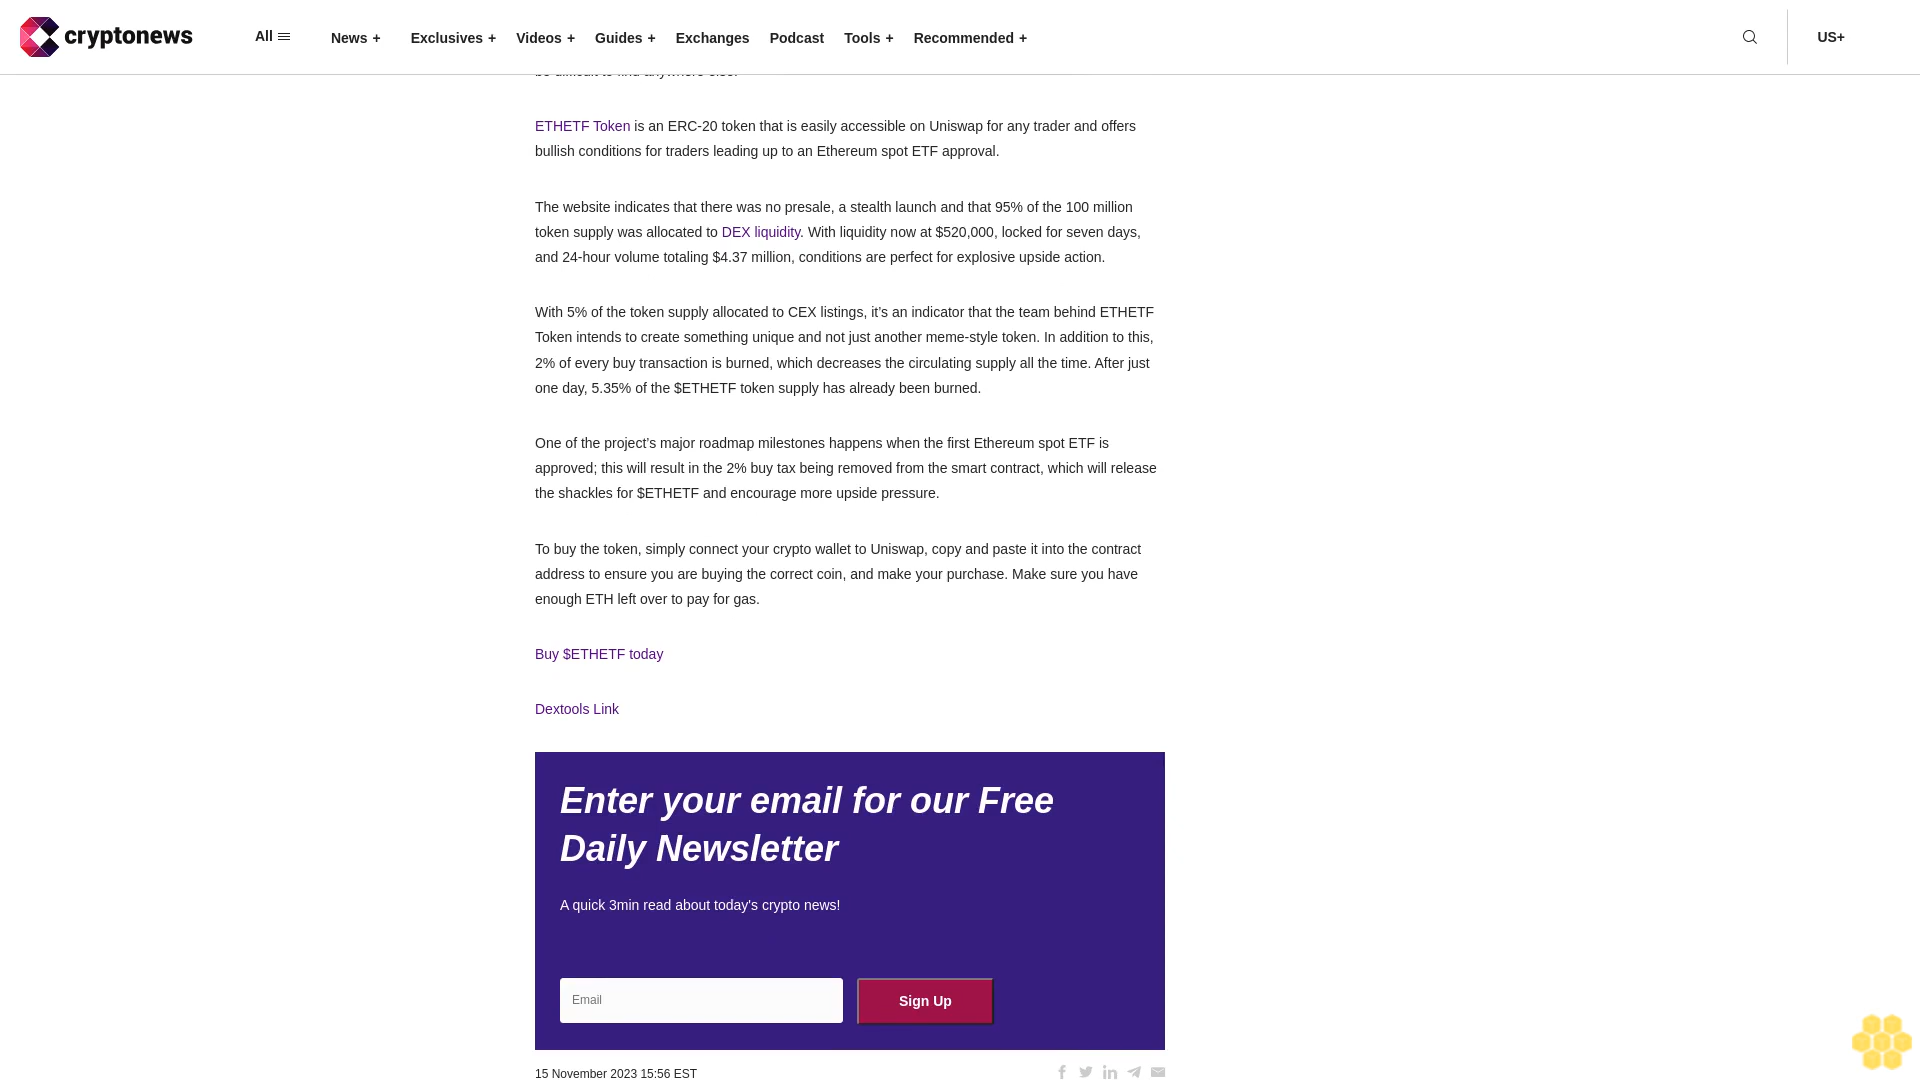 cryptonews
All
News +
Exclusives +
Videos +
Guides +
Exchanges
Podcast
Tools +
Recommended +
US+
be difficult to find anywhere else.
ETHETF Token is an ERC-20 token that is easily accessible on Uniswap for any trader and offers
bullish conditions for traders leading up to an Ethereum spot ETF approval.
The website indicates that there was no presale, a stealth launch and that 95% of the 100 million
token supply was allocated to DEX liquidity. With liquidity now at $520,000, locked for seven days,
and 24-hour volume totaling $4.37 million, conditions are perfect for explosive upside action.
With 5% of the token supply allocated to CEX listings, it’s an indicator that the team behind ETHETF
Token intends to create something unique and not just another meme-style token. In addition to this,
2% of every buy transaction is burned, which decreases the circulating supply all the time. After just
one day, 5.35% of the $ETHETF token supply has already been burned.
One of the project’s major roadmap milestones happens when the first Ethereum spot ETF is
approved; this will result in the 2% buy tax being removed from the smart contract, which will release
the shackles for $ETHETF and encourage more upside pressure.
To buy the token, simply connect your crypto wallet to Uniswap, copy and paste it into the contract
address to ensure you are buying the correct coin, and make your purchase. Make sure you have
enough ETH left over to pay for gas.
Buy $ETHETF today
Dextools Link
Enter your email for our Free
Daily Newsletter
A quick 3min read about today's crypto news!
Email
Sign Up
15 November 2023 15:56 EST